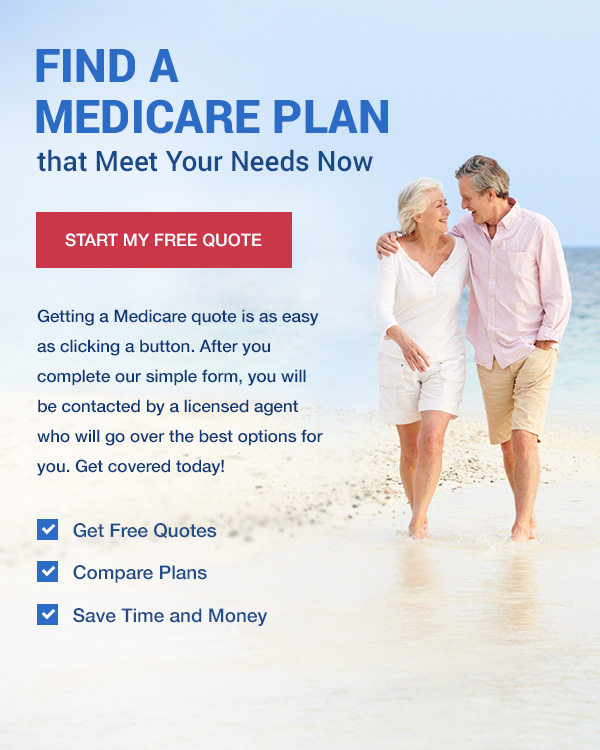 FIND A
MEDICARE PLAN
that Meet Your Needs Now
START MY FREE QUOTE
Getting a Medicare quote is as easy
as clicking a button. After you
complete our simple form, you will
be contacted by a licensed agent
who will go over the best options for
you. Get covered today!
Get Free Quotes
Compare Plans
Save Time and Money